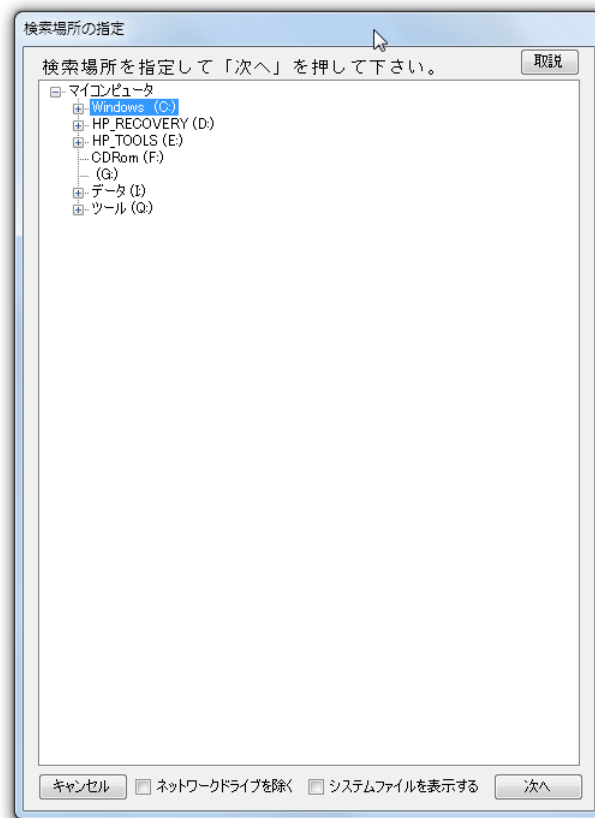 検索場所の指定
検索場所を指定して「次へ」を押して下さい。 取説
マイコンピュータ
Windows (C:)
HP_RECOVERY (D:)
HP_TOOLS (E:)
CDRom (F:)
(G:)
データ (I:)
ツール (Q:)
キャンセル ネットワークドライブを除く システムファイルを表示する 次へ